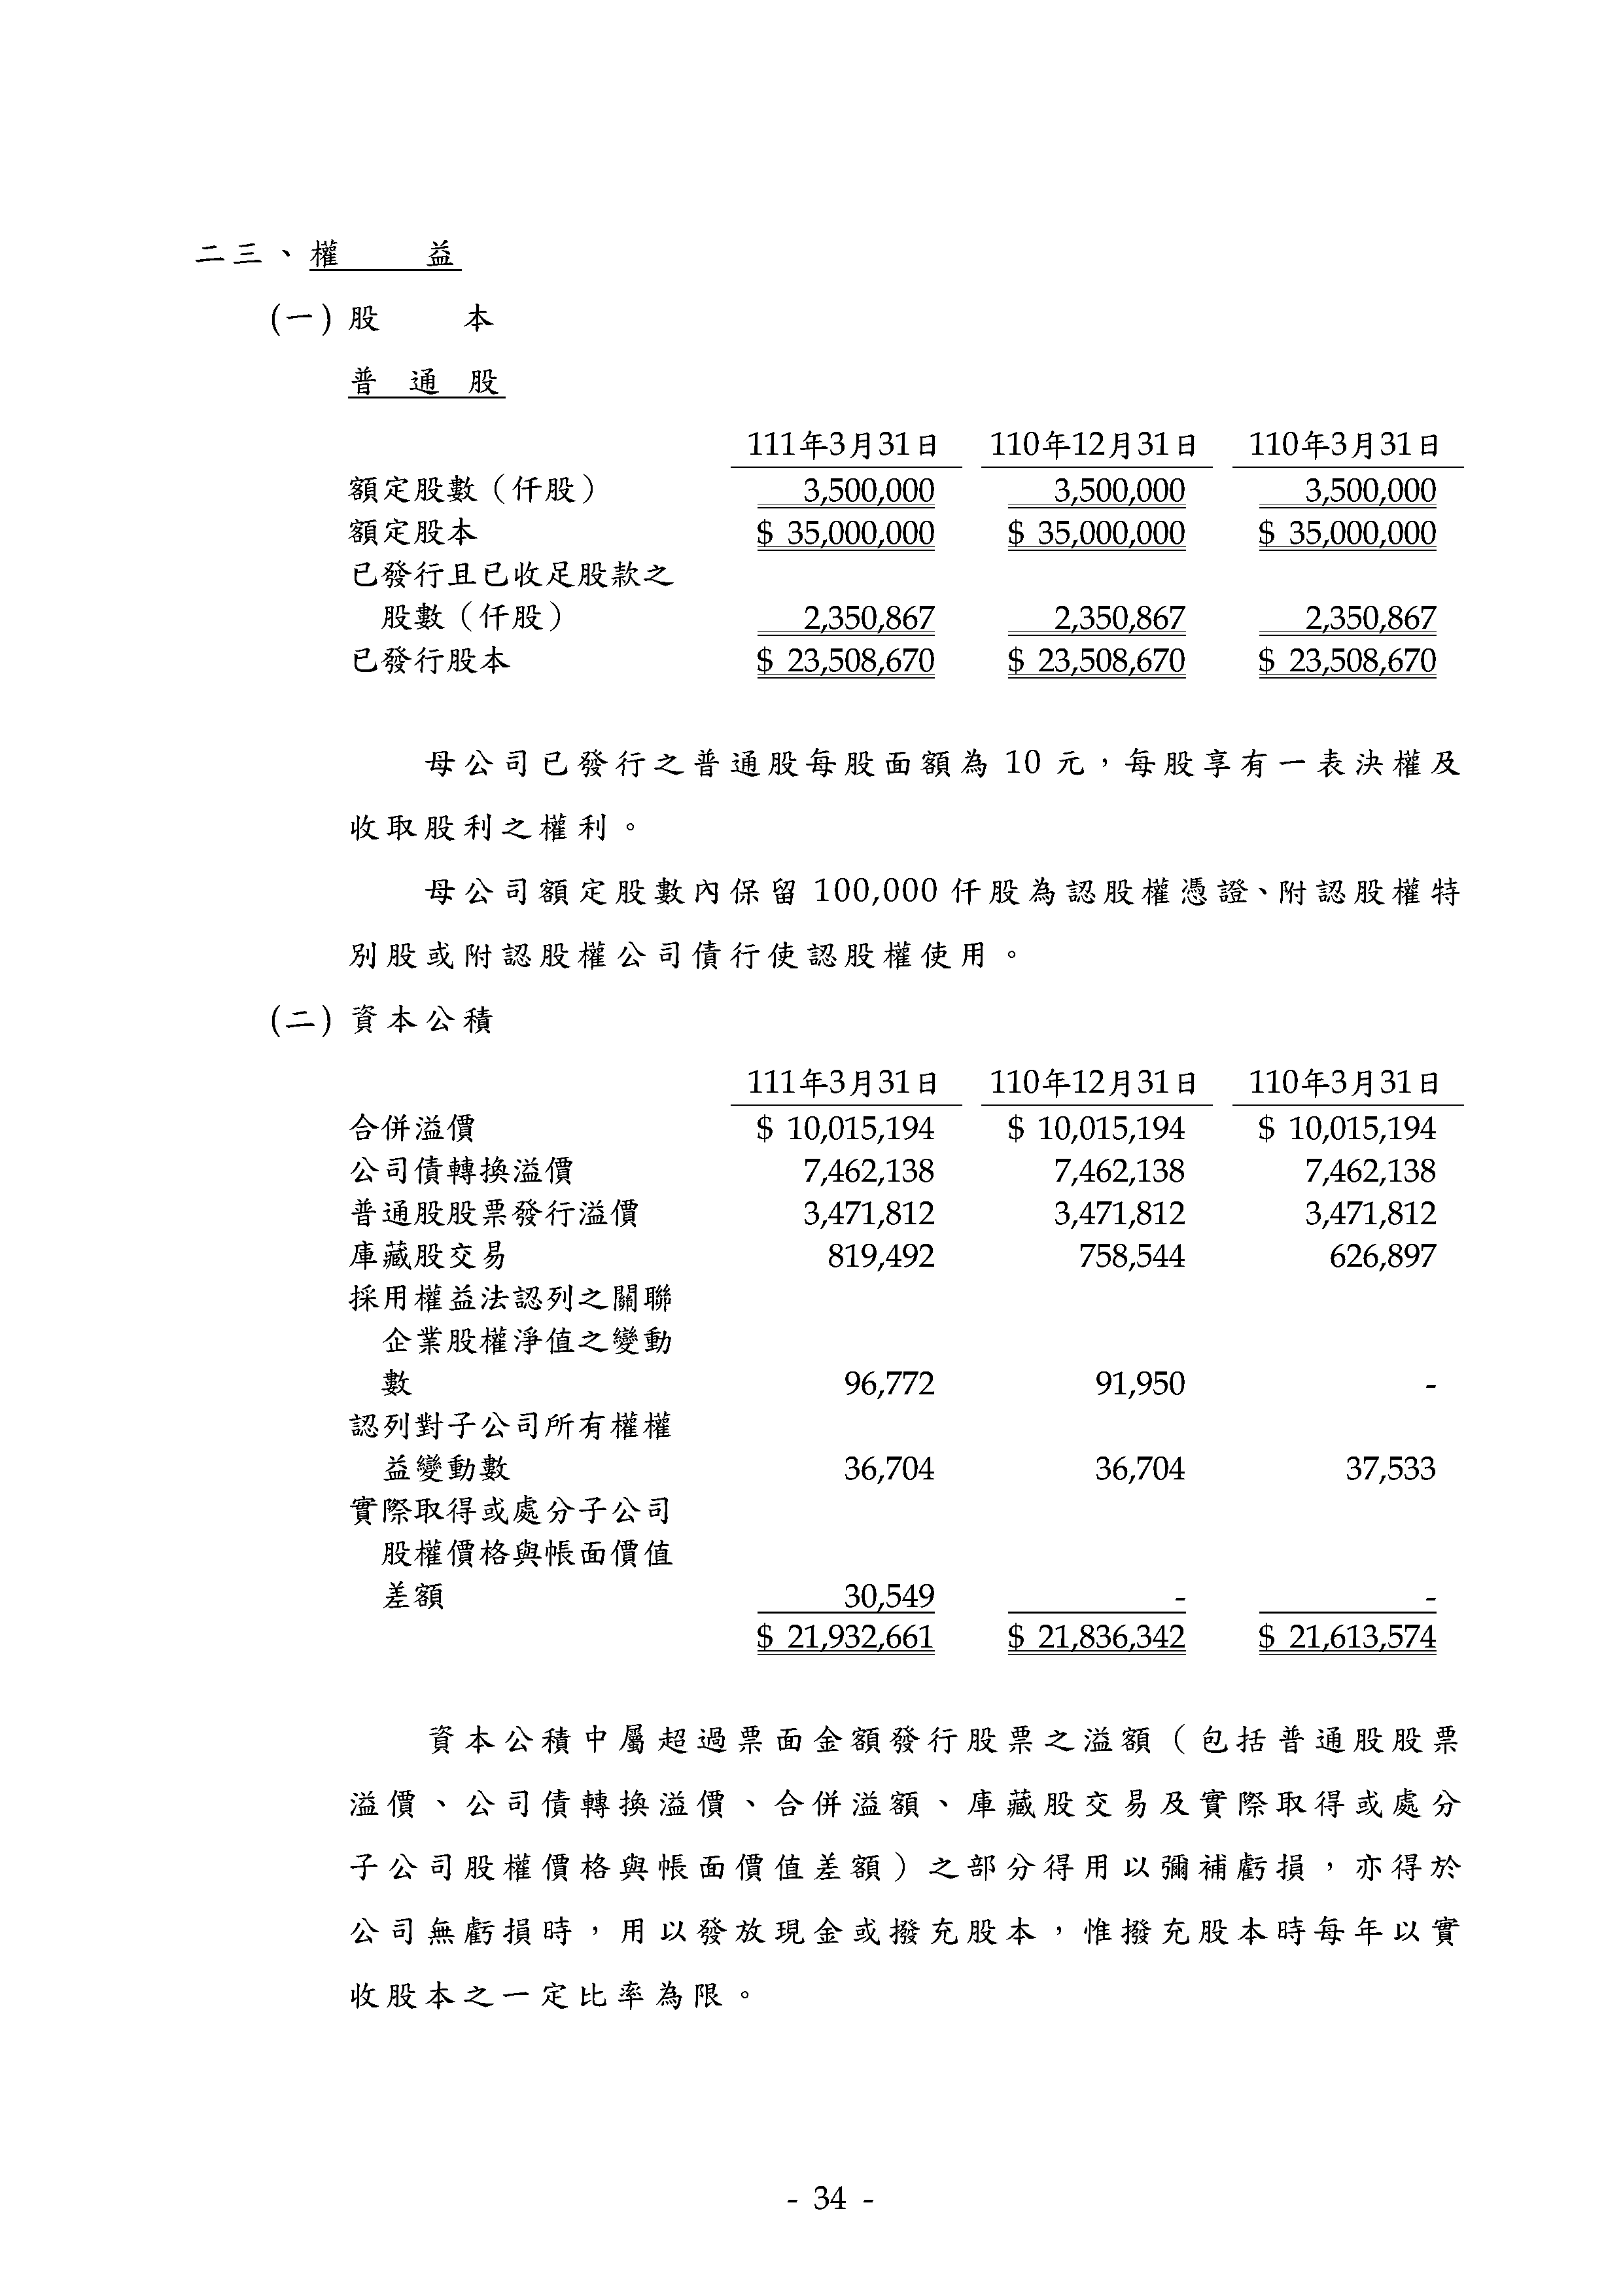 二三、權　　益
(一) 股　　本
普　通　股
111年3月31日 110年12月31日 110年3月31日
額定股數（仟股） 3,500,000 3,500,000 3,500,000
額定股本 $ 35,000,000 $ 35,000,000 $ 35,000,000
已發行且已收足股款之
股數（仟股） 2,350,867 2,350,867 2,350,867
已發行股本 $ 23,508,670 $ 23,508,670 $ 23,508,670
母公司已發行之普通股每股面額為 10 元，每股享有一表決權及
收取股利之權利。
母公司額定股數內保留 100,000 仟股為認股權憑證、附認股權特
別股或附認股權公司債行使認股權使用。
(二) 資本公積
111年3月31日 110年12月31日 110年3月31日
合併溢價 $ 10,015,194 $ 10,015,194 $ 10,015,194
公司債轉換溢價 7,462,138 7,462,138 7,462,138
普通股股票發行溢價 3,471,812 3,471,812 3,471,812
庫藏股交易 819,492 758,544 626,897
採用權益法認列之關聯
企業股權淨值之變動
數 96,772 91,950 -
認列對子公司所有權權
益變動數 36,704 36,704 37,533
實際取得或處分子公司
股權價格與帳面價值
差額 30,549 - -
$ 21,932,661 $ 21,836,342 $ 21,613,574
資本公積中屬超過票面金額發行股票之溢額（包括普通股股票
溢價、公司債轉換溢價、合併溢額、庫藏股交易及實際取得或處分
子公司股權價格與帳面價值差額）之部分得用以彌補虧損，亦得於
公司無虧損時，用以發放現金或撥充股本，惟撥充股本時每年以實
收股本之一定比率為限。
- 34 -